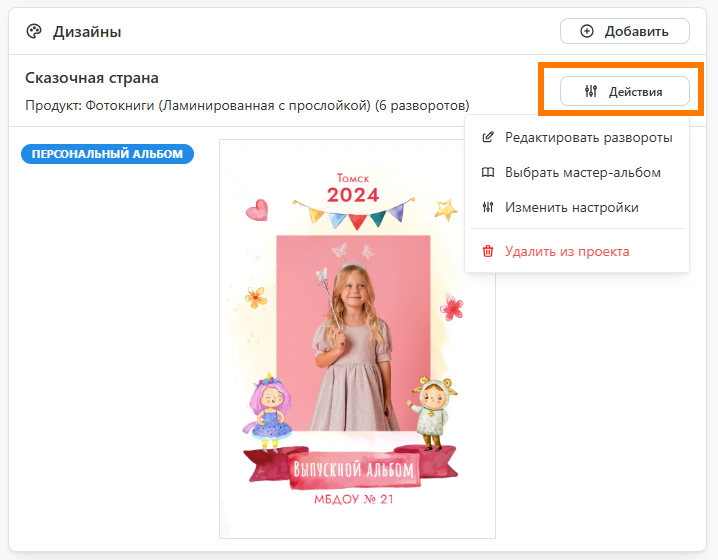 Дизайны
Добавить
Сказочная страна
Действия
Продукт: Фотокниги (Ламинированная с прослойкой) (6 разворотов)
ПЕРСОНАЛЬНЫЙ АЛЬБОМ
Редактировать развороты
Выбрать мастер-альбом
Изменить настройки
Удалить из проекта
Томск
2024
Выпускной альбом
МБДОУ № 21